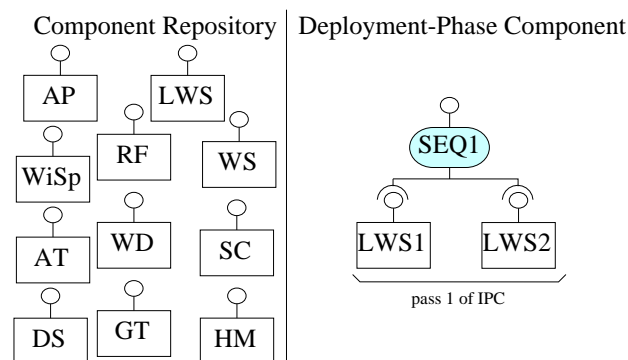 Component Repository
Deployment-Phase Component
AP
LWS
RF
WS
WiSp
SEQ1
AT
WD
SC
LWS1
LWS2
pass 1 of IPC
DS
GT
HM